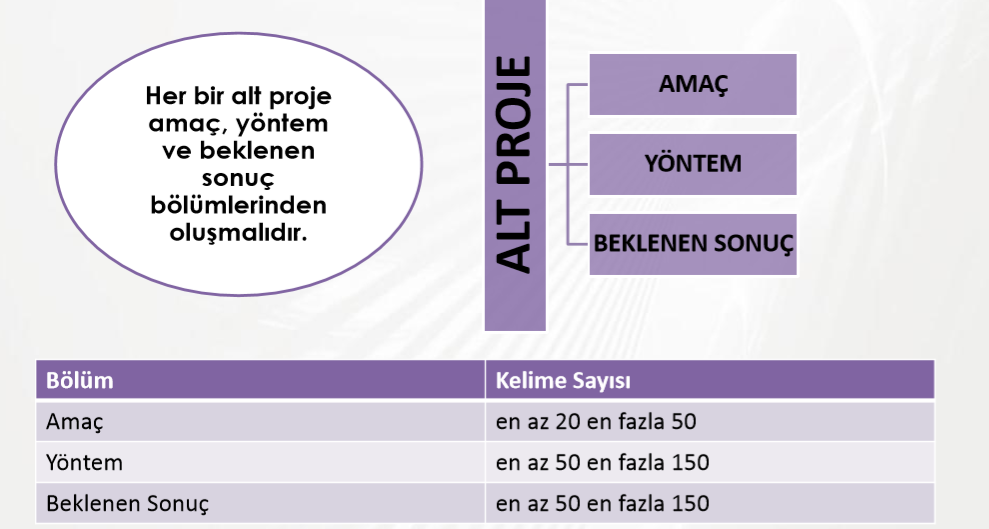 Her bir alt proje
amaç, yöntem
ve beklenen
sonuç
bölümlerinden
oluşmalıdır.
ALT PROJE
AMAÇ
YÖNTEM
BEKLENEN SONUÇ
Bölüm Kelime Sayısı
Amaç en az 20 en fazla 50
Yöntem en az 50 en fazla 150
Beklenen Sonuç en az 50 en fazla 150